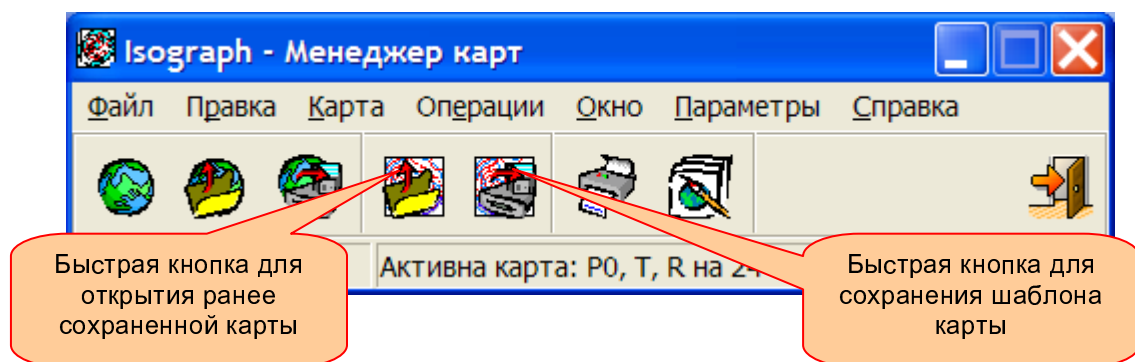 Isograph - Менеджер карт
Файл Правка Карта Операции Окно Параметры Справка
Активна карта: P0, T, R на
Быстрая кнопка для
открытия ранее
сохраненной карты
Быстрая кнопка для
сохранения шаблона
карты